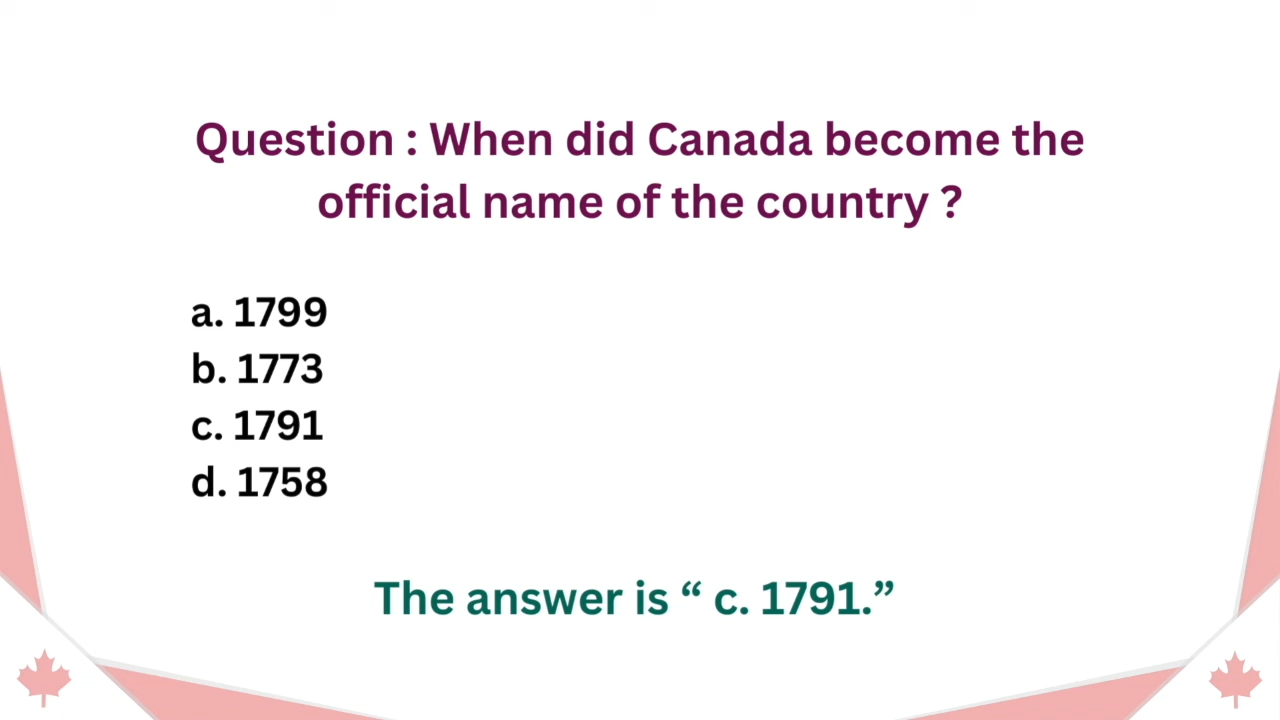 Question : When did Canada become the
official name of the country ?
a. 1799
b. 1773
c. 1791
d. 1758
The answer is “ c. 1791.”